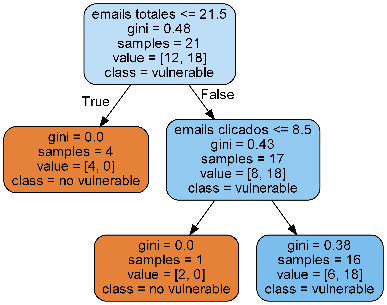 emails totales <= 21.5
gini = 0.48
samples = 21
value = [12, 18]
class = vulnerable
True
False
gini = 0.0
samples = 4
value = [4, 0]
class = no vulnerable
emails clicados <= 8.5
gini = 0.43
samples = 17
value = [8, 18]
class = vulnerable
gini = 0.0
samples = 1
value = [2, 0]
class = no vulnerable
gini = 0.38
samples = 16
value = [6, 18]
class = vulnerable